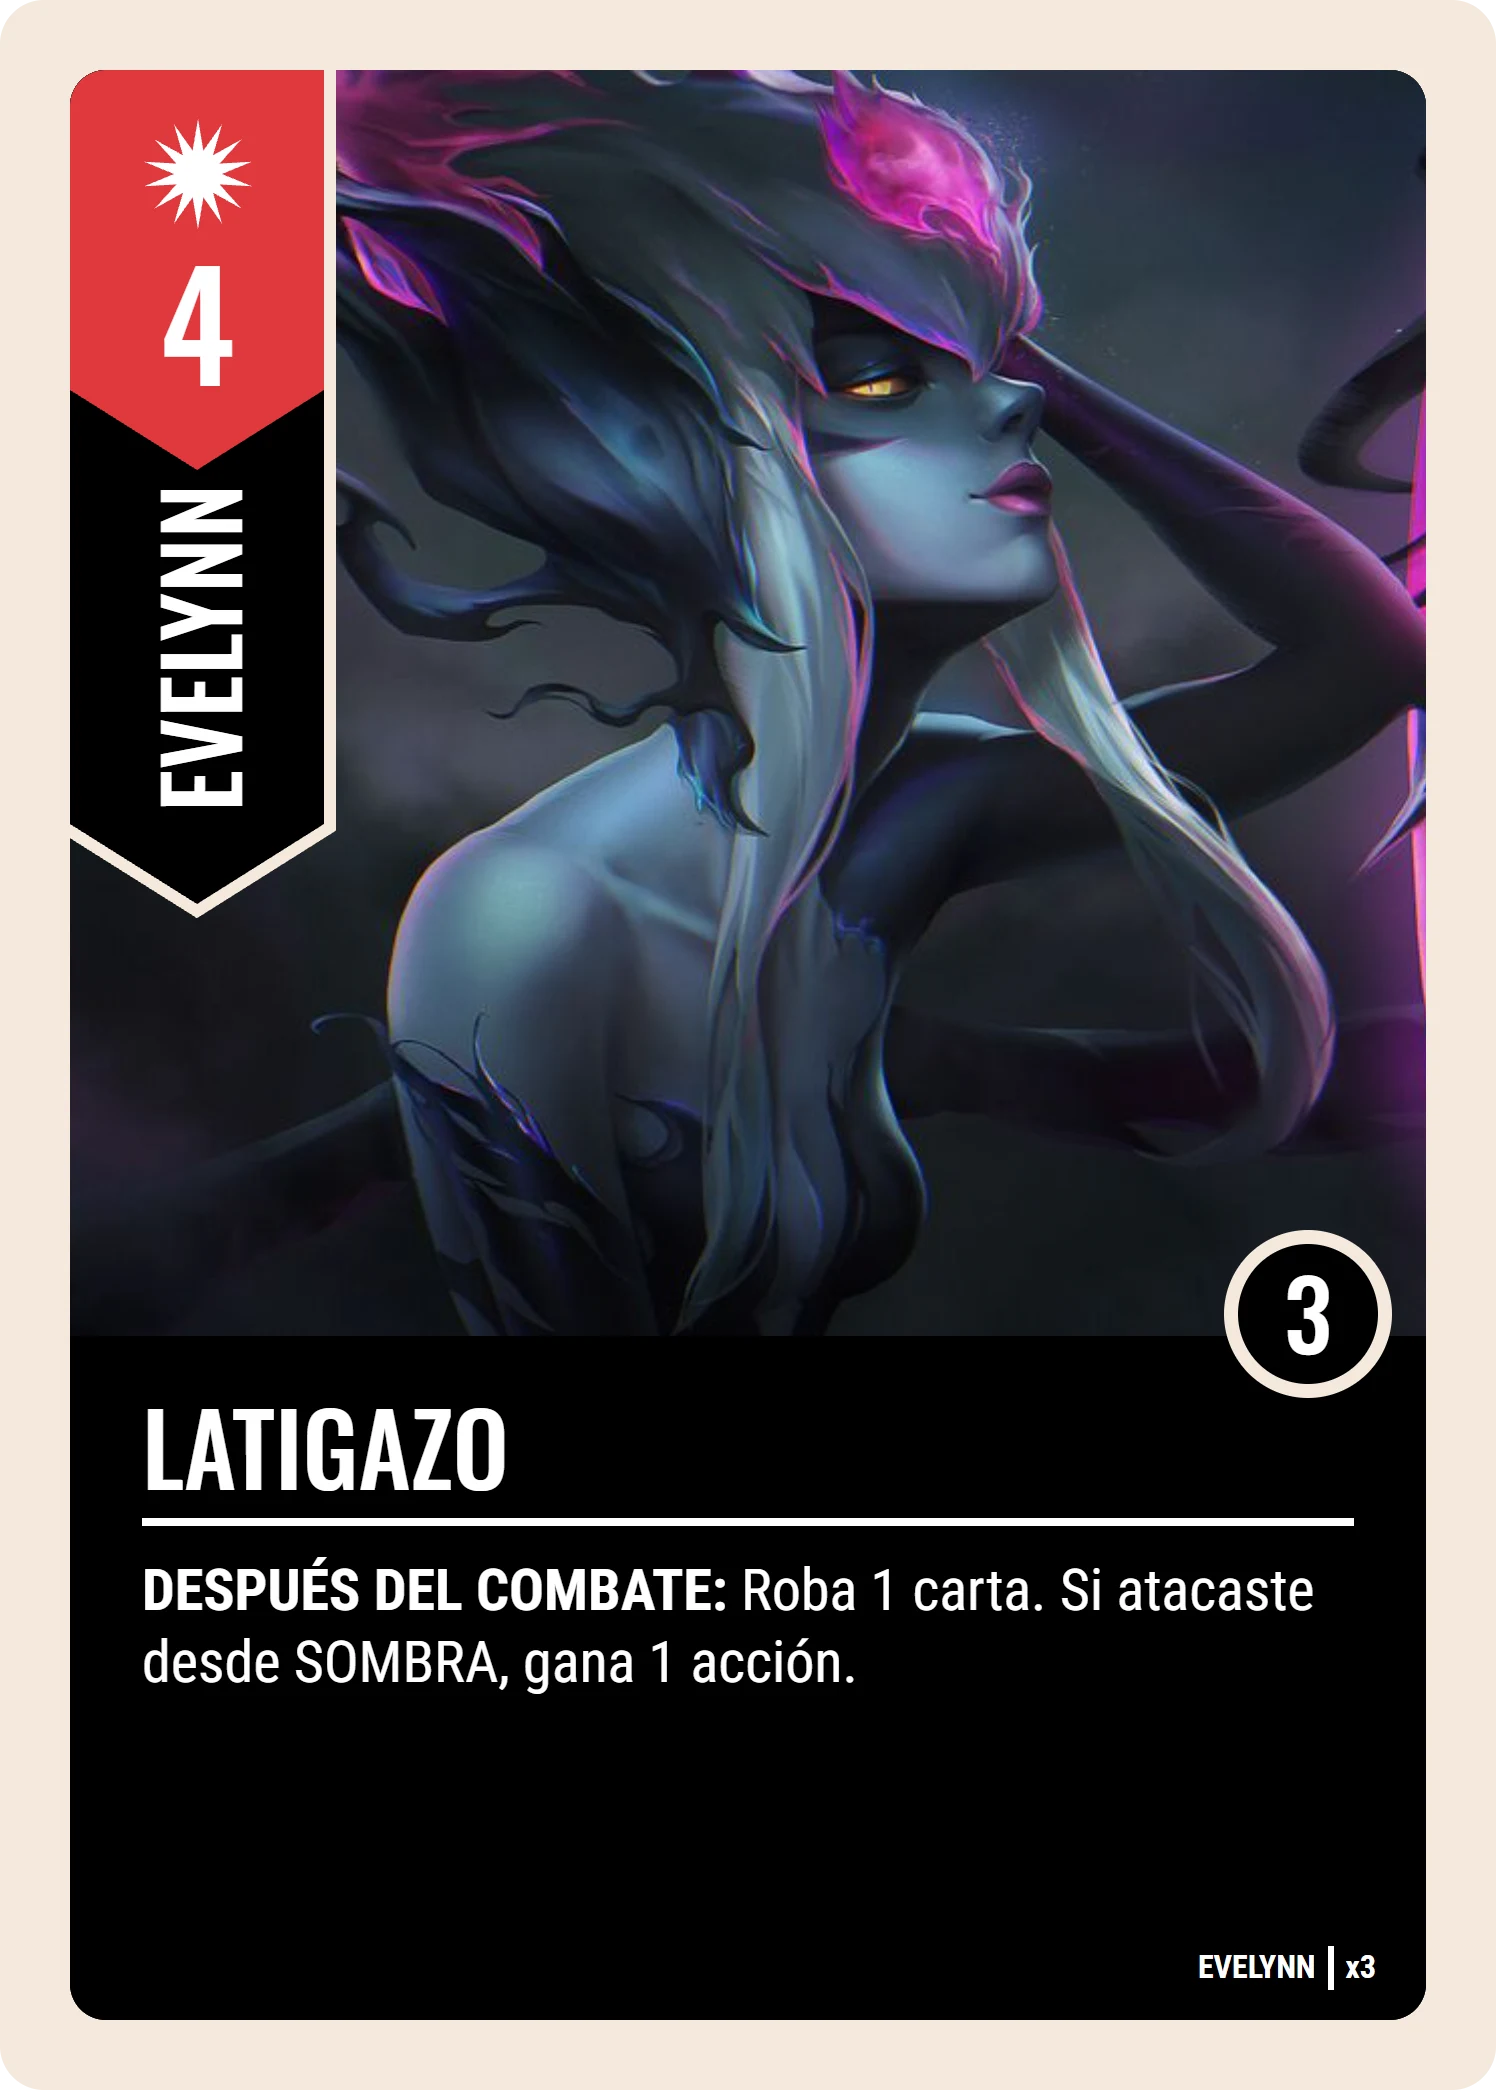 4
EVELYNN
3
LATIGAZO
DESPUÉS DEL COMBATE: Roba 1 carta. Si atacaste
desde SOMBRA, gana 1 acción.
EVELYNN | x3